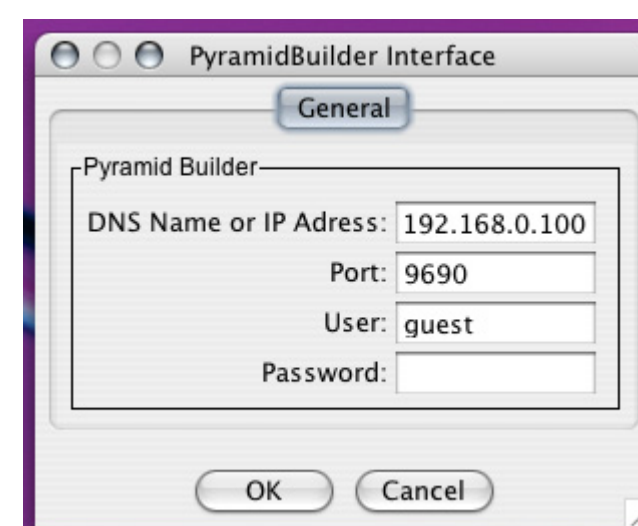 PyramidBuilder Interface
General
Pyramid Builder
DNS Name or IP Adress: 192.168.0.100
Port: 9690
User: guest
Password:
OK Cancel